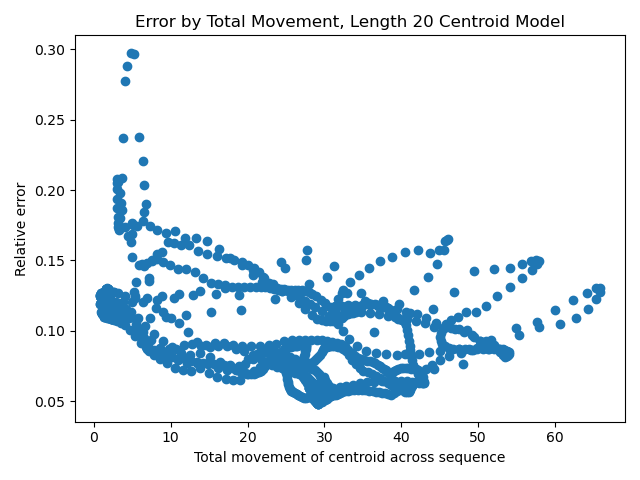 Error by Total Movement, Length 20 Centroid Model
0.30
0.25
0.20
0.15
0.10
0.05
Relative error
0 10 20 30 40 50 60
Total movement of centroid across sequence